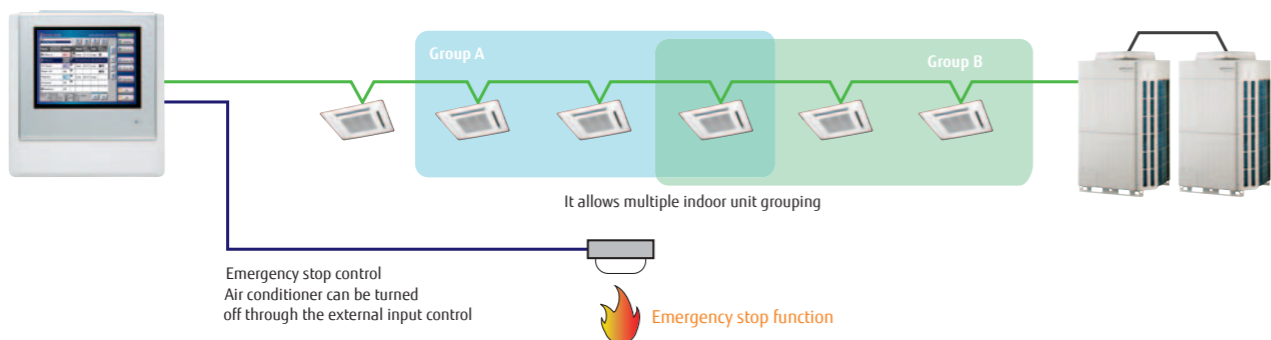 Group A
Group B
It allows multiple indoor unit grouping
Emergency stop control
Air conditioner can be turned
off through the external input control
Emergency stop function